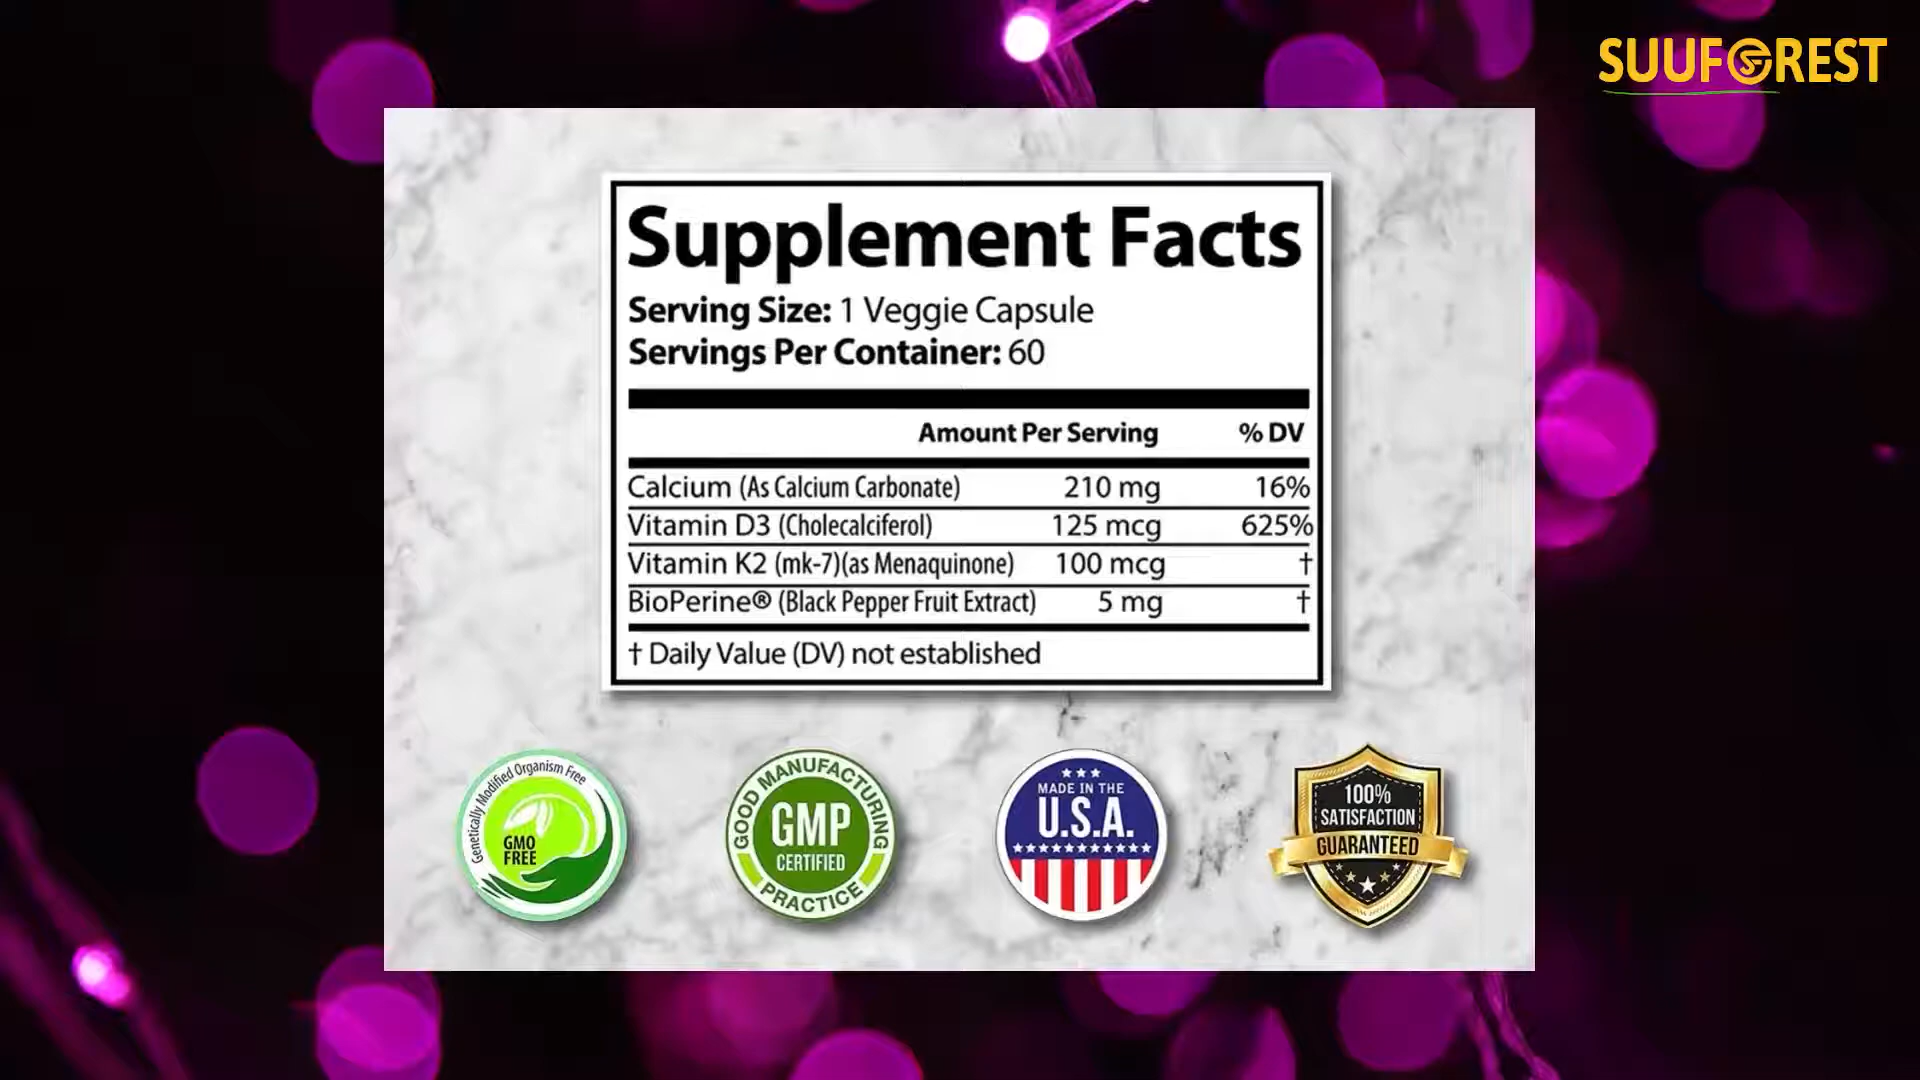 SUUFOREST
Supplement Facts
Serving Size: 1 Veggie Capsule
Servings Per Container: 60
Amount Per Serving % DV
Calcium (As Calcium Carbonate) 210 mg 16%
Vitamin D3 (Cholecalciferol) 125 mcg 625%
Vitamin K2 (mk-7)(as Menaquinone) 100 mcg †
BioPerine® (Black Pepper Fruit Extract) 5 mg †
† Daily Value (DV) not established
Genetically Modified Organism Free
GMO
FREE
GOOD MANUFACTURING
GMP
CERTIFIED
PRACTICE
MADE IN THE
U.S.A.
100%
SATISFACTION
GUARANTEED